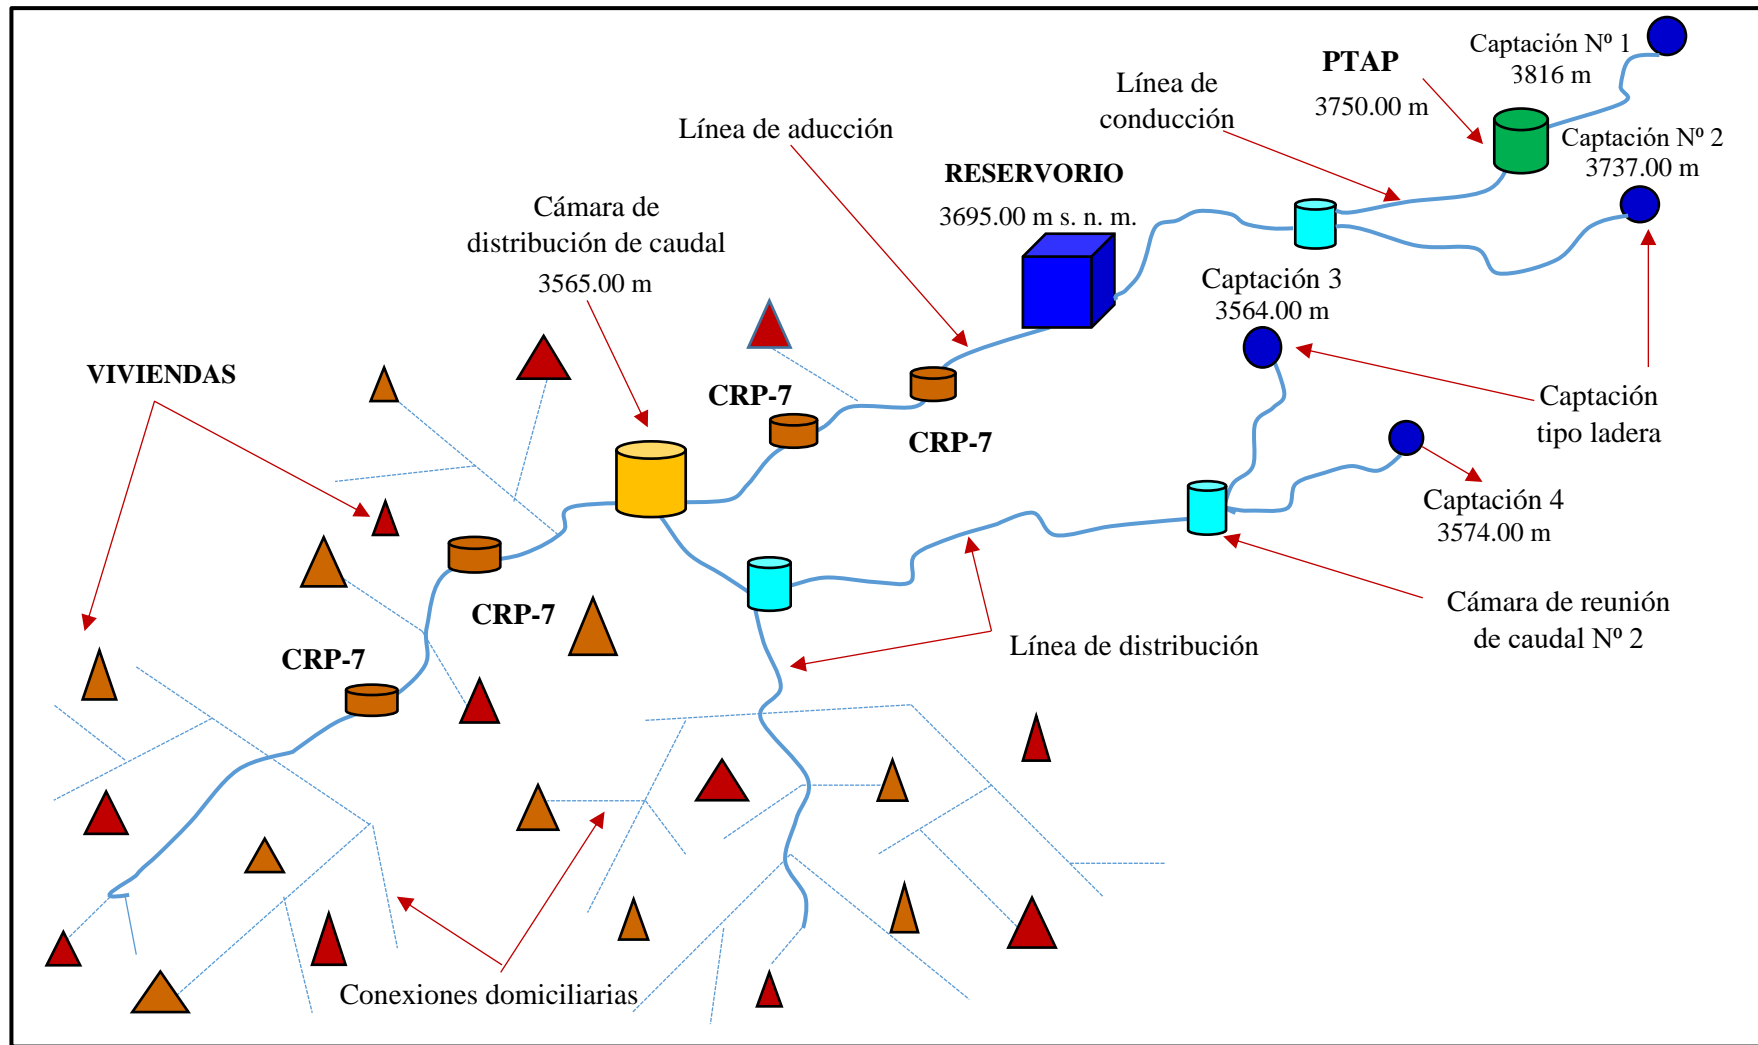 Captación Nº 1
3816 m
PTAP
3750.00 m
Línea de
conducción
Línea de aducción
Captación Nº 2
3737.00 m
RESERVORIO
3695.00 m s. n. m.
Cámara de
distribución de caudal
3565.00 m
Captación 3
3564.00 m
VIVIENDAS
CRP-7
CRP-7
Captación
tipo ladera
Captación 4
3574.00 m
CRP-7
Cámara de reunión
de caudal Nº 2
Línea de distribución
CRP-7
Conexiones domiciliarias